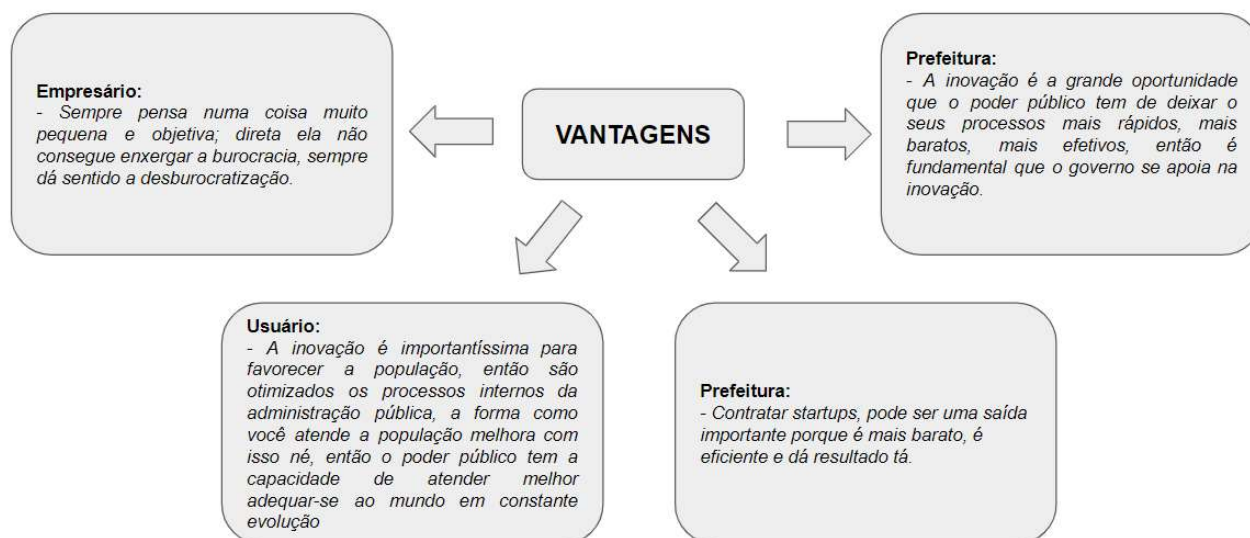 Empresário:
- Sempre pensa numa coisa muito
pequena e objetiva; direta ela não
consegue enxergar a burocracia, sempre
dá sentido a desburocratização.
VANTAGENS
Prefeitura:
- A inovação é a grande oportunidade
que o poder público tem de deixar o
seus processos mais rápidos, mais
baratos, mais efetivos, então é
fundamental que o governo se apoia na
inovação.
Usuário:
- A inovação é importantíssima para
favorecer a população, então são
otimizados os processos internos da
administração pública, a forma como
você atende a população melhora com
isso né, então o poder público tem a
capacidade de atender melhor
adequar-se ao mundo em constante
evolução
Prefeitura:
- Contratar startups, pode ser uma saída
importante porque é mais barato, é
eficiente e dá resultado tá.